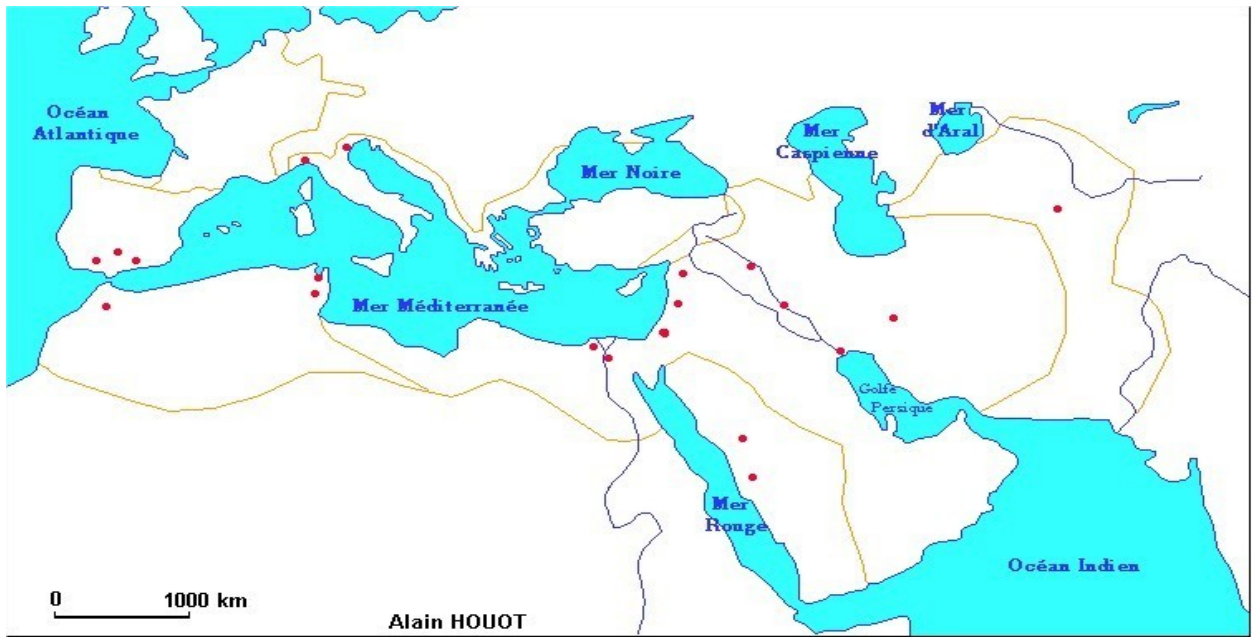 Océan
Atlantique
Mer
d'Aral
Mer
Caspienne
Mer Noire
Mer Méditerranée
Golfe
Persique
Mer
Rouge
Océan Indien
0 1000 km
Alain HOUOT